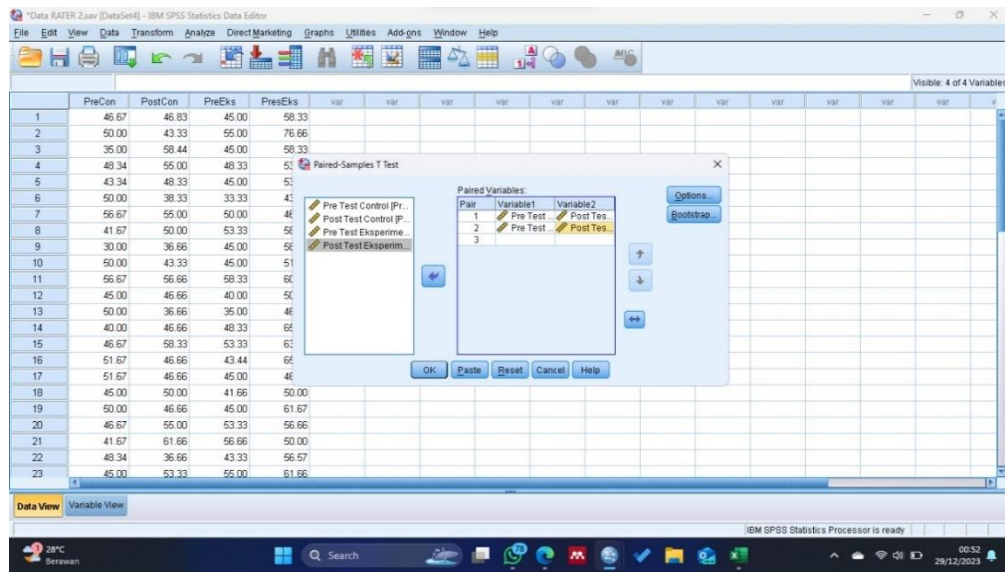 *Data RATER 2.sav [DataSet4] - IBM SPSS Statistics Data Editor
File Edit View Data Transform Analyze Direct Marketing Graphs Utilities Add-ons Window Help
Visible: 4 of 4 Variables
PreCon PostCon PreEks PresEks var var var var var var var var var var
1 46.67 46.83 45.00 58.33
2 50.00 43.33 55.00 76.66
3 35.00 58.44 45.00 58.33
4 48.34 55.00 48.33 53
5 43.34 48.33 45.00 53
6 50.00 38.33 33.33 43
7 56.67 55.00 50.00 46
8 41.67 50.00 53.33 58
9 30.00 36.66 45.00 58
10 50.00 43.33 45.00 51
11 56.67 56.66 58.33 60
12 45.00 46.66 40.00 50
13 50.00 36.66 35.00 46
14 40.00 46.66 48.33 65
15 46.67 58.33 53.33 63
16 51.67 46.66 43.44 65
17 51.67 46.66 45.00 46
18 45.00 50.00 41.66 50.00
19 50.00 46.66 45.00 61.67
20 46.67 55.00 53.33 56.66
21 41.67 61.66 56.66 50.00
22 48.34 36.66 43.33 56.57
23 45.00 53.33 55.00 61.66
Paired-Samples T Test
Pre Test Control [Pr...
Post Test Control [P...
Pre Test Eksperime...
Post Test Eksperim...
Paired Variables:
Pair Variable1 Variable2
1 Pre Test ... Post Tes...
2 Pre Test ... Post Tes...
3
Options...
Bootstrap...
OK Paste Reset Cancel Help
Data View Variable View
IBM SPSS Statistics Processor is ready
28°C
Berawan
Search
00:52
29/12/2023